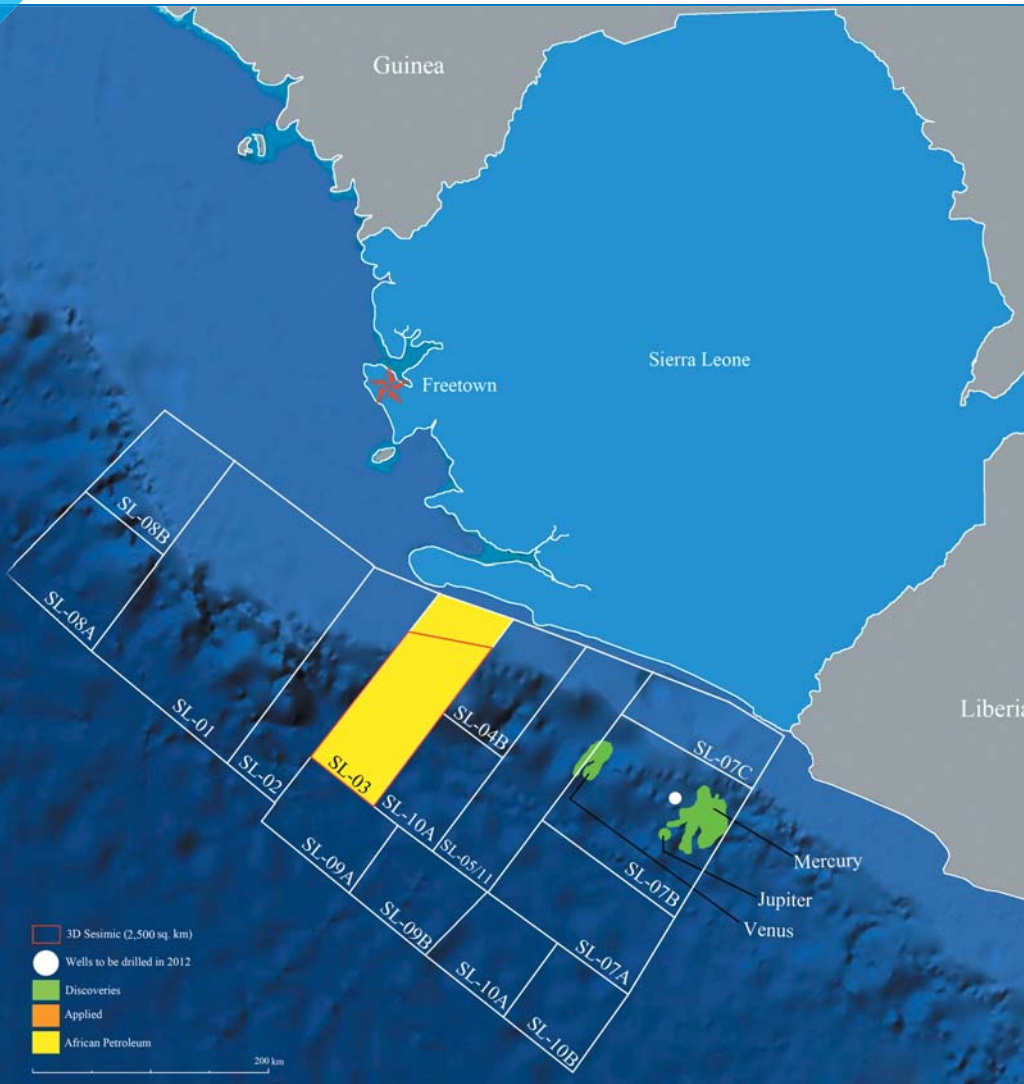 Guinea
Sierra Leone
Freetown
SL-08B
SL-08A
SL-01
SL-02
SL-03
SL-04B
SL-10A
SL-05/11
SL-07C
SL-07B
SL-07A
SL-09A
SL-09B
SL-10A
SL-10B
Liberia
Mercury
Jupiter
Venus
3D Sesimic (2,500 sq. km)
Wells to be drilled in 2012
Discoveries
Applied
African Petroleum
200 km